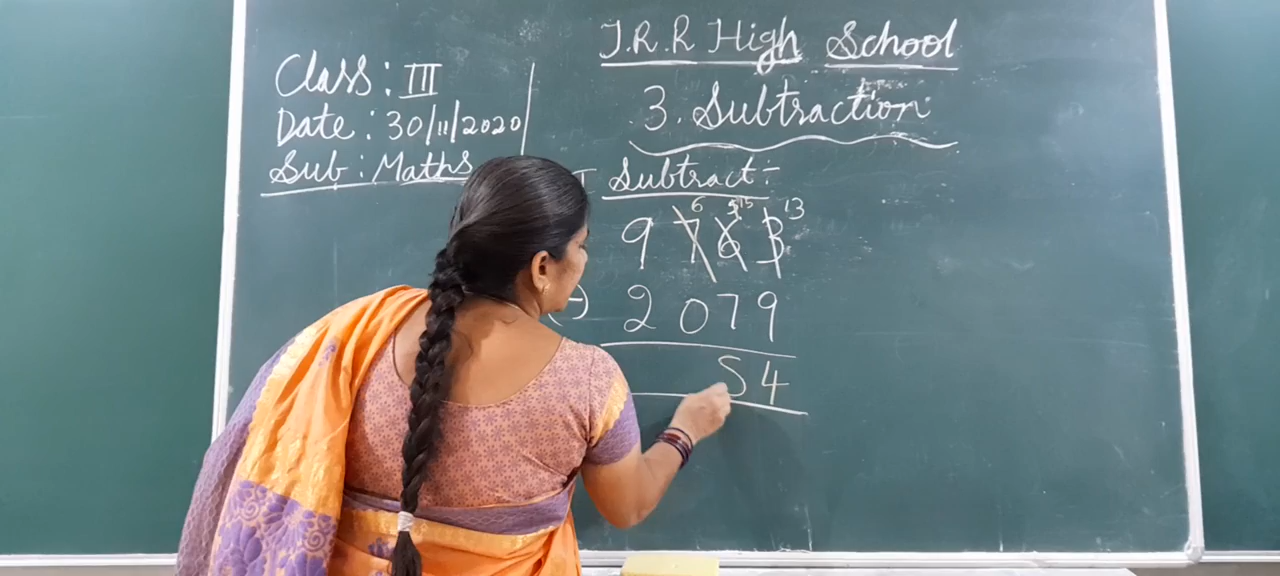 J.R.R High School
Class : III
3. Subtraction
Date : 30/11/2020
Sub : Maths
I Subtract :-
6 5 15 13
9 7 6 3
(-) 2 0 7 9
5 4